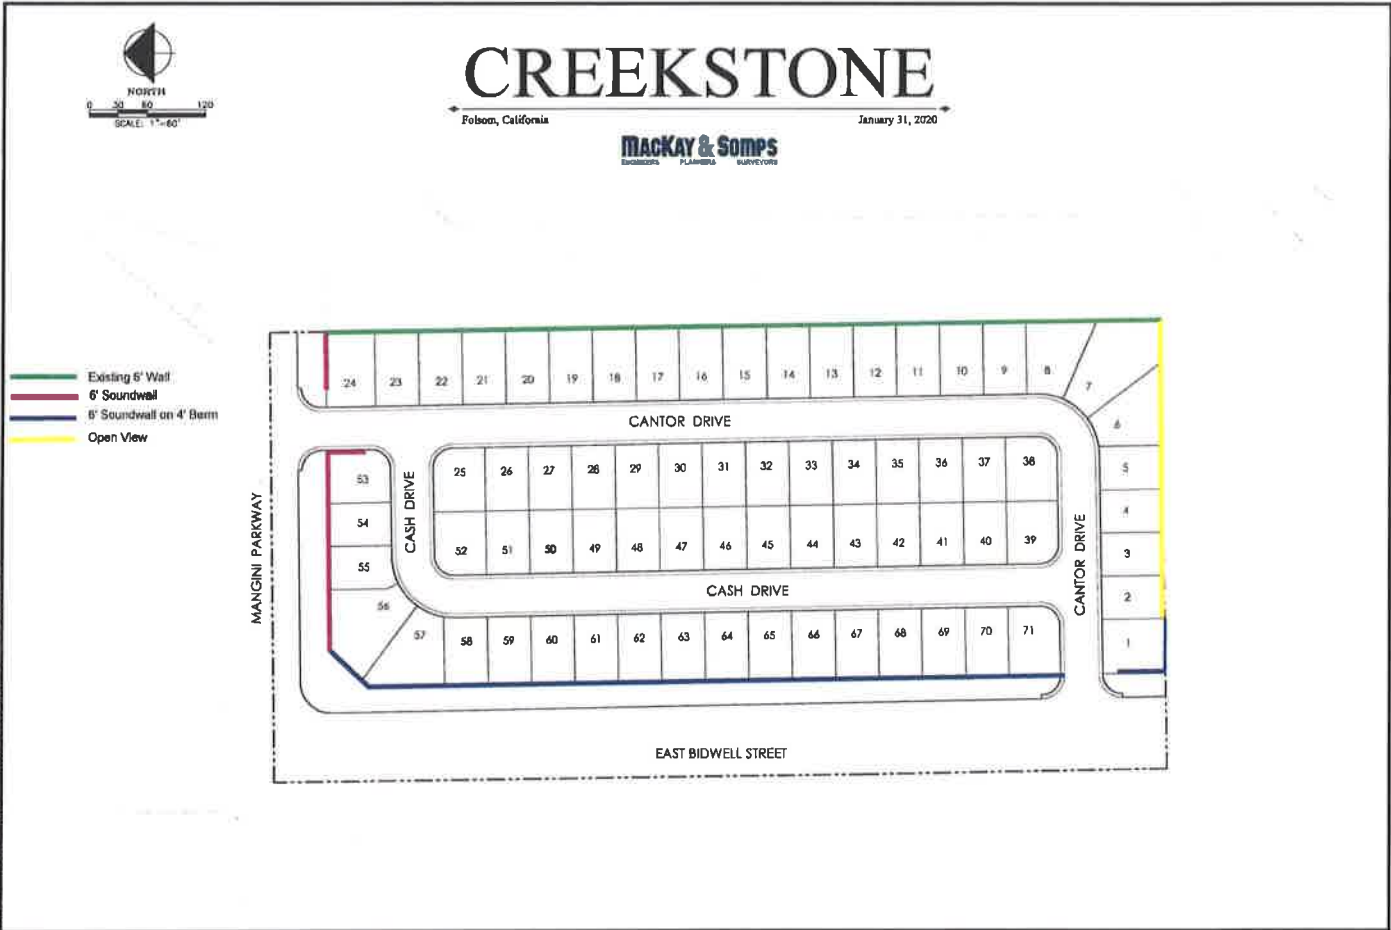 CREEKSTONE
Folsom, California
January 31, 2020
MACKAY & SOMPS
ENGINEERS PLANNERS SURVEYORS
NORTH
0 30 60 120
SCALE: 1"=60'
Existing 6' Wall
6' Soundwall
6' Soundwall on 4' Berm
Open View
24 23 22 21 20 19 18 17 16 15 14 13 12 11 10 9 8 7
6
5
4
3
2
1
CANTOR DRIVE
25 26 27 28 29 30 31 32 33 34 35 36 37 38
52 51 50 49 48 47 46 45 44 43 42 41 40 39
CASH DRIVE
53
54
55
56
57 58 59 60 61 62 63 64 65 66 67 68 69 70 71
CASH DRIVE
CANTOR DRIVE
MANGINI PARKWAY
EAST BIDWELL STREET